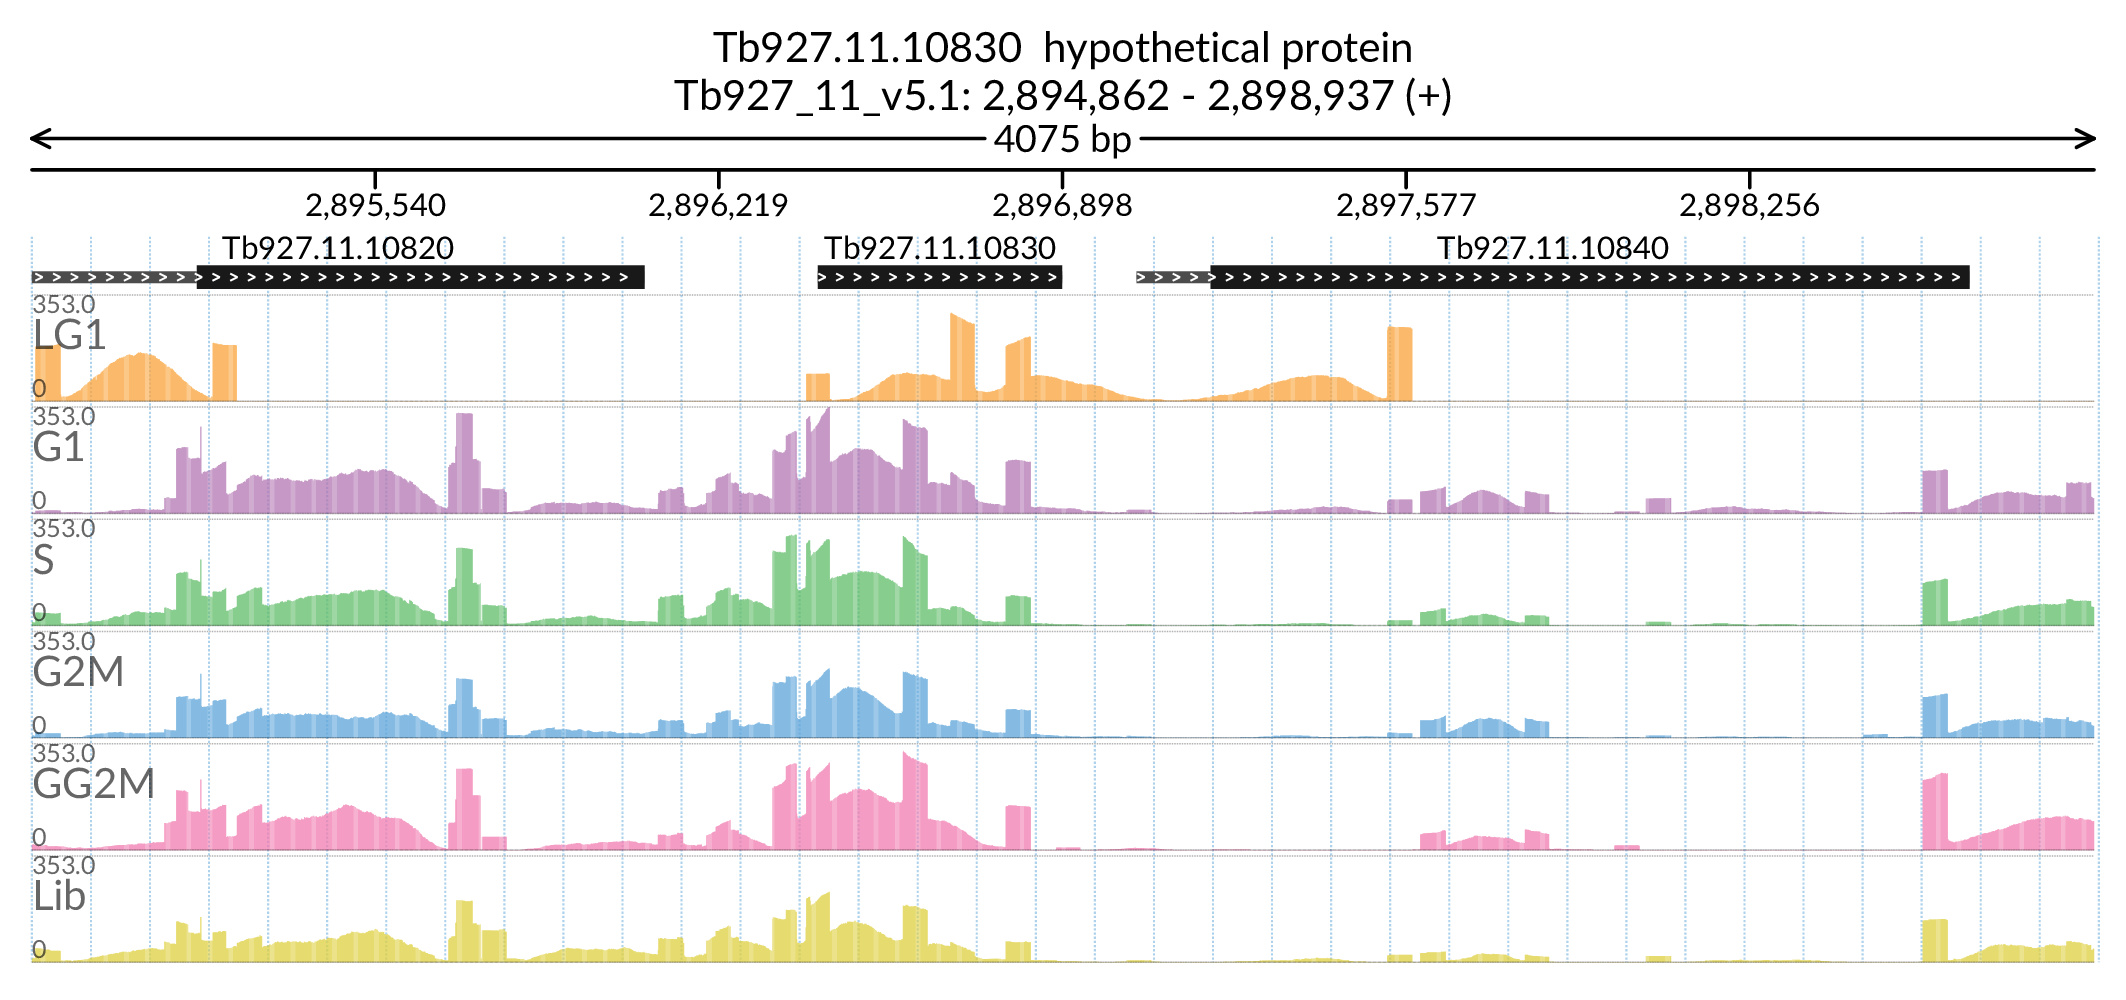 Tb927.11.10830 hypothetical protein
Tb927_11_v5.1: 2,894,862 - 2,898,937 (+)
4075 bp
2,895,540 2,896,219 2,896,898 2,897,577 2,898,256
Tb927.11.10820 Tb927.11.10830 Tb927.11.10840
353.0
LG1
0
353.0
G1
0
353.0
S
0
353.0
G2M
0
353.0
GG2M
0
353.0
Lib
0